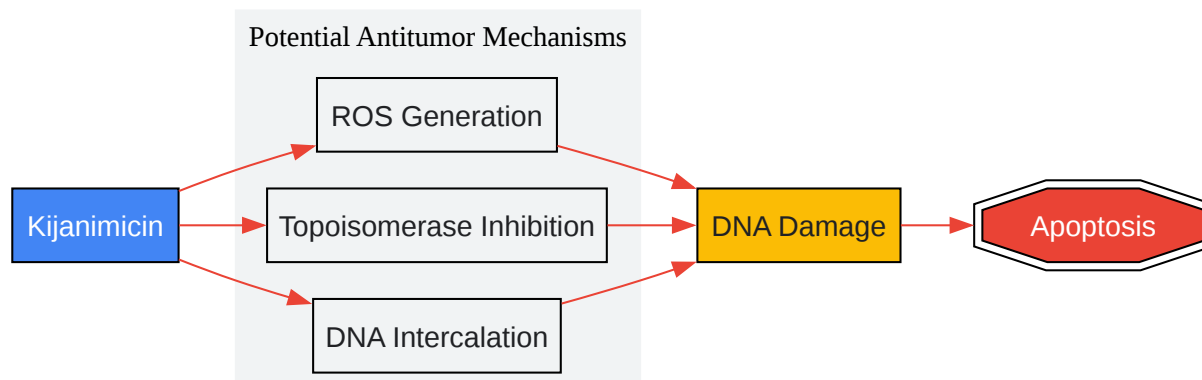 Potential Antitumor Mechanisms
ROS Generation
Kijanimicin
Topoisomerase Inhibition
DNA Damage
Apoptosis
DNA Intercalation